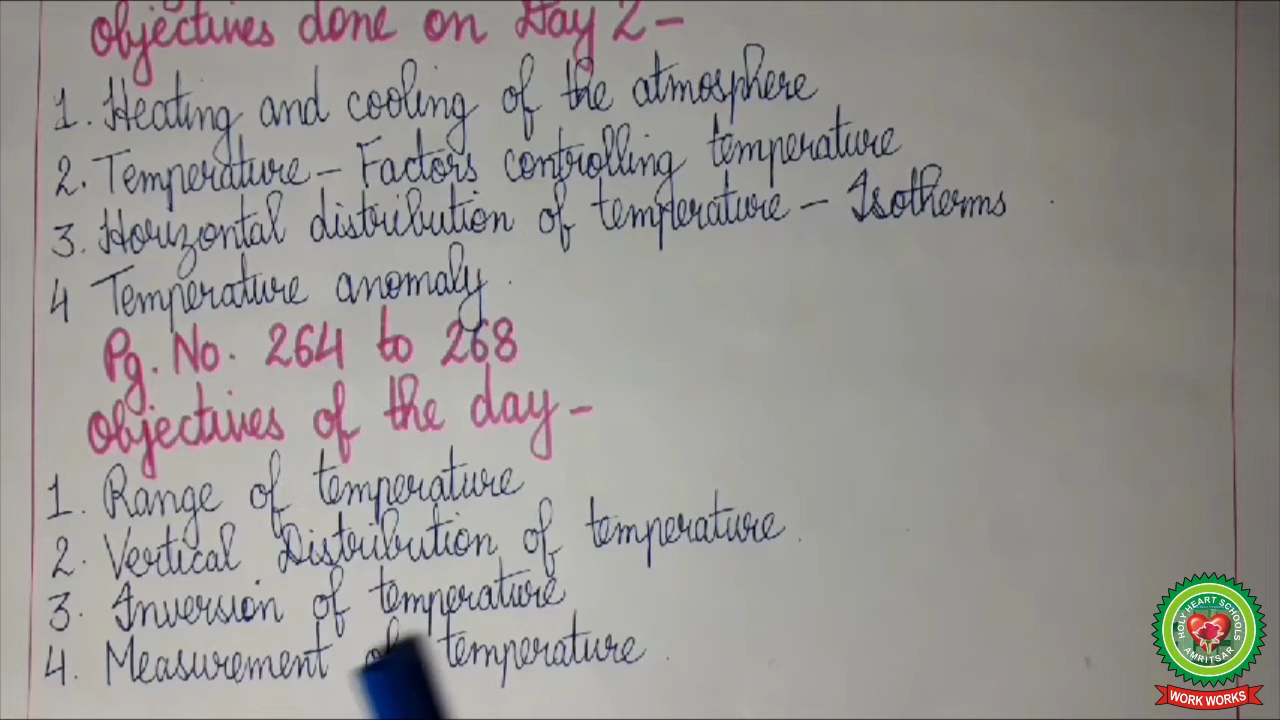 Objectives done on Day 2 -
1. Heating and cooling of the atmosphere
2. Temperature - Factors controlling temperature
3. Horizontal distribution of temperature - Isotherms
4 Temperature anomaly.
Pg. No. 264 to 268
Objectives of the day -
1. Range of temperature
2. Vertical Distribution of temperature.
3. Inversion of temperature
4. Measurement of temperature.
HOLY HEART SCHOOLS
AMRITSAR
WORK WORKS